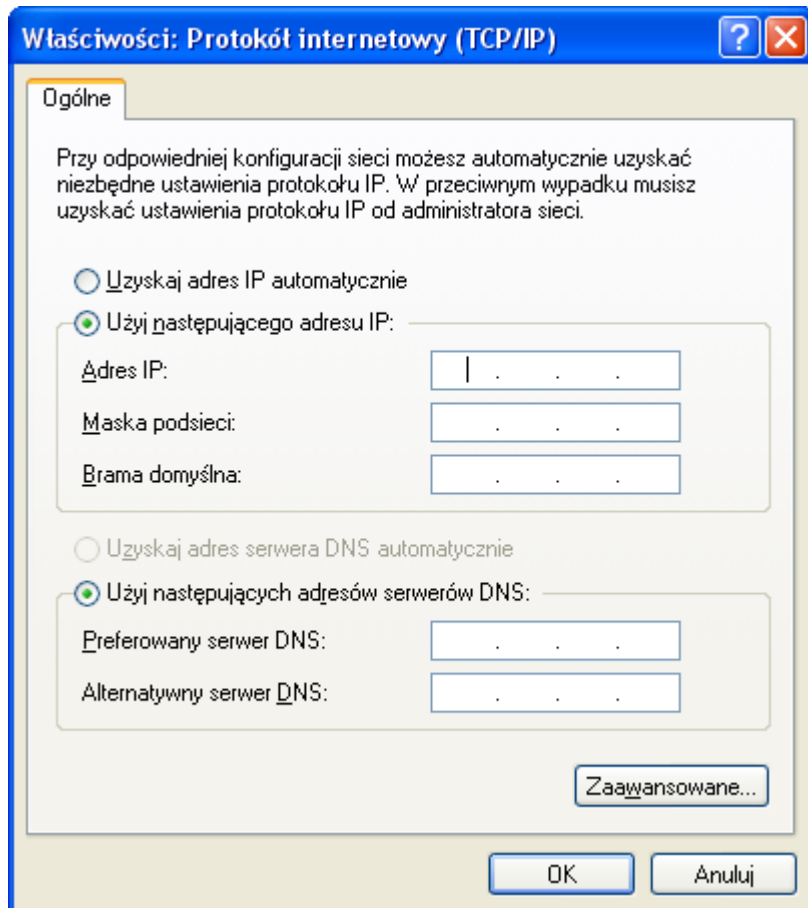 Właściwości: Protokół internetowy (TCP/IP)
Ogólne
Przy odpowiedniej konfiguracji sieci możesz automatycznie uzyskać
niezbędne ustawienia protokołu IP. W przeciwnym wypadku musisz
uzyskać ustawienia protokołu IP od administratora sieci.
Uzyskaj adres IP automatycznie
Użyj następującego adresu IP:
Adres IP:
Maska podsieci:
Brama domyślna:
Uzyskaj adres serwera DNS automatycznie
Użyj następujących adresów serwerów DNS:
Preferowany serwer DNS:
Alternatywny serwer DNS:
Zaawansowane...
OK Anuluj